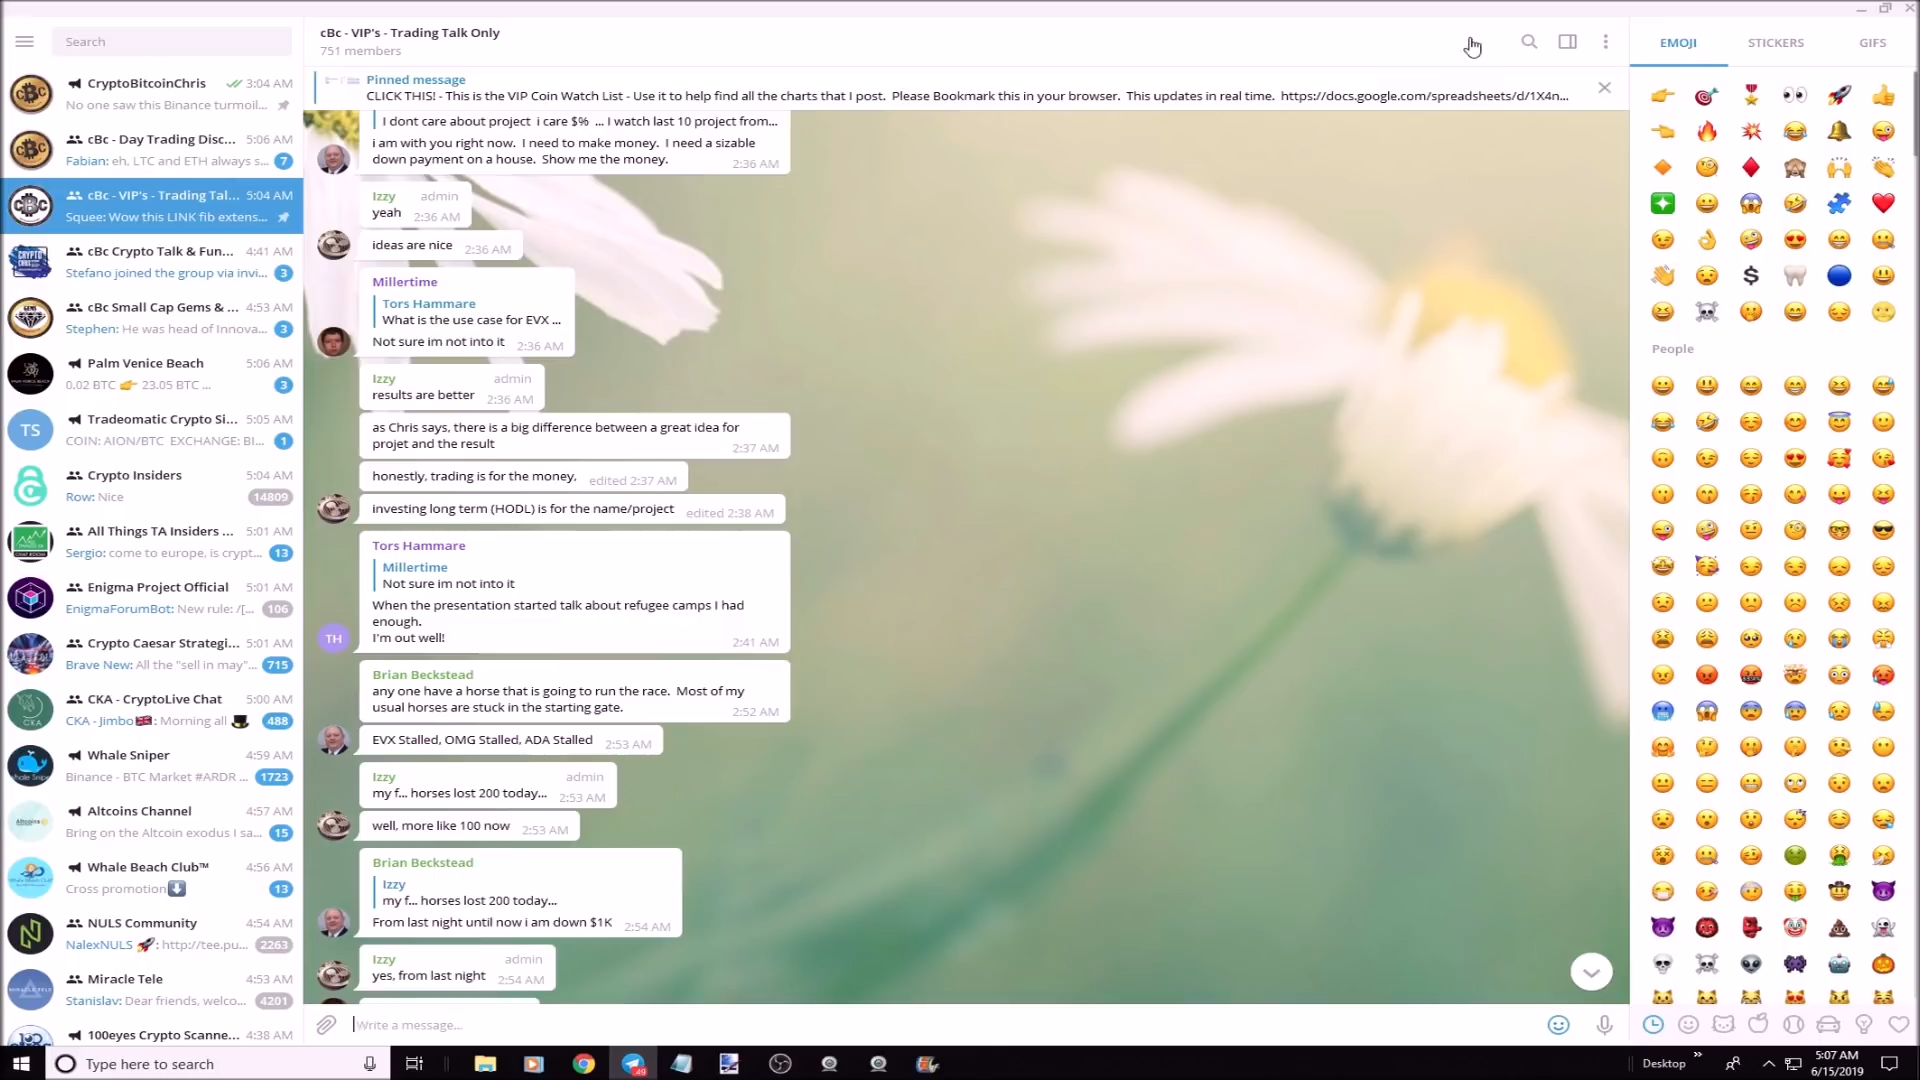 Search
CryptoBitcoinChris 3:04 AM
No one saw this Binance turmoil...
cBc - Day Trading Disc... 5:06 AM
Fabian: eh, LTC and ETH always s... 7
cBc - VIP's - Trading Tal... 5:04 AM
Squee: Wow this LINK fib extens...
cBc Crypto Talk & Fun... 4:41 AM
Stefano joined the group via invi... 3
cBc Small Cap Gems & ... 4:53 AM
Stephen: He was head of Innova... 3
Palm Venice Beach 5:06 AM
0.02 BTC 👉 23.05 BTC ... 3
TS
Tradeomatic Crypto Si... 5:05 AM
COIN: AION/BTC EXCHANGE: BI... 1
Crypto Insiders 5:04 AM
Row: Nice 14809
All Things TA Insiders ... 5:01 AM
Sergio: come to europe, is crypt... 13
Enigma Project Official 5:01 AM
EnigmaForumBot: New rule: /[... 106
Crypto Caesar Strategi... 5:01 AM
Brave New: All the "sell in may"... 715
CKA - CryptoLive Chat 5:00 AM
CKA - Jimbo🇬🇧: Morning all 🎩 488
Whale Sniper 4:59 AM
Binance - BTC Market #ARDR ... 1723
Altcoins Channel 4:57 AM
Bring on the Altcoin exodus I sa... 15
Whale Beach Club™ 4:56 AM
Cross promotion⬇️ 13
NULS Community 4:54 AM
NalexNULS 🚀: http://tee.pu... 2263
Miracle Tele 4:53 AM
Stanislav: Dear friends, welco... 4201
100eyes Crypto Scanne... 4:38 AM
cBc - VIP's - Trading Talk Only
751 members
Pinned message
CLICK THIS! - This is the VIP Coin Watch List - Use it to help find all the charts that I post. Please Bookmark this in your browser. This updates in real time. https://docs.google.com/spreadsheets/d/1X4n...
I dont care about project i care $% ... I watch last 10 project from...
i am with you right now. I need to make money. I need a sizable
down payment on a house. Show me the money. 2:36 AM
Izzy admin
yeah 2:36 AM
ideas are nice 2:36 AM
Millertime
Tors Hammare
What is the use case for EVX ...
Not sure im not into it 2:36 AM
Izzy admin
results are better 2:36 AM
as Chris says, there is a big difference between a great idea for
projet and the result 2:37 AM
honestly, trading is for the money, edited 2:37 AM
investing long term (HODL) is for the name/project edited 2:38 AM
Tors Hammare
Millertime
Not sure im not into it
When the presentation started talk about refugee camps I had
enough.
I'm out well! 2:41 AM
TH
Brian Beckstead
any one have a horse that is going to run the race. Most of my
usual horses are stuck in the starting gate. 2:52 AM
EVX Stalled, OMG Stalled, ADA Stalled 2:53 AM
Izzy admin
my f... horses lost 200 today... 2:53 AM
well, more like 100 now 2:53 AM
Brian Beckstead
Izzy
my f... horses lost 200 today...
From last night until now i am down $1K 2:54 AM
Izzy admin
yes, from last night 2:54 AM
Write a message...
EMOJI STICKERS GIFS
People
Type here to search
49
Desktop
5:07 AM
6/15/2019